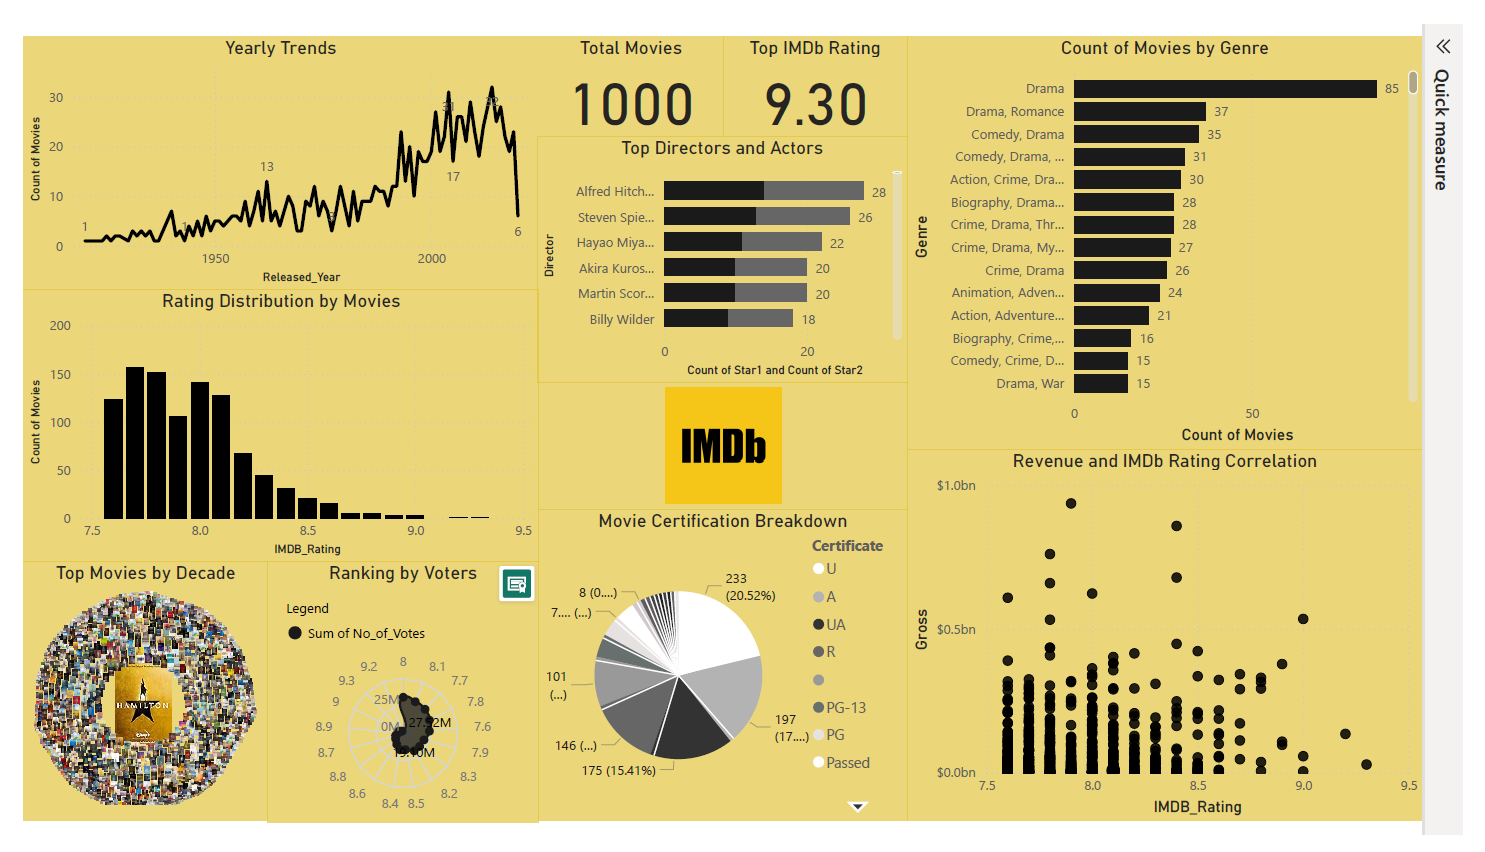 Yearly Trends
Count of Movies
30
20
10
0
1
13
1
17
32
6
1950
2000
Released_Year
Total Movies
1000
Top IMDb Rating
9.30
Top Directors and Actors
Director
Alfred Hitch...
28
Steven Spie...
26
Hayao Miya...
22
Akira Kuros...
20
Martin Scor...
20
Billy Wilder
18
0
20
Count of Star1 and Count of Star2
Count of Movies by Genre
Genre
Drama
85
Drama, Romance
37
Comedy, Drama
35
Comedy, Drama, ...
31
Action, Crime, Dra...
30
Biography, Drama...
28
Crime, Drama, Thr...
28
Crime, Drama, My...
27
Crime, Drama
26
Animation, Adven...
24
Action, Adventure...
21
Biography, Crime,...
16
Comedy, Crime, D...
15
Drama, War
15
0
50
Count of Movies
Quick measure
Rating Distribution by Movies
Count of Movies
200
150
100
50
0
7.5
8.0
8.5
9.0
9.5
IMDB_Rating
IMDb
Top Movies by Decade
HAMILTON
Ranking by Voters
Legend
Sum of No_of_Votes
8
8.1
7.7
7.8
7.6
7.9
8.3
8.2
8.5
8.4
8.6
8.8
8.7
8.9
9
9.3
9.2
25M
0M
27.52M
Movie Certification Breakdown
233
(20.52%)
197
(17....)
175 (15.41%)
146 (...)
101
(...)
7.... (...)
8 (0....)
Certificate
U
A
UA
R
PG-13
PG
Passed
Revenue and IMDb Rating Correlation
Gross
$1.0bn
$0.5bn
$0.0bn
7.5
8.0
8.5
9.0
9.5
IMDB_Rating